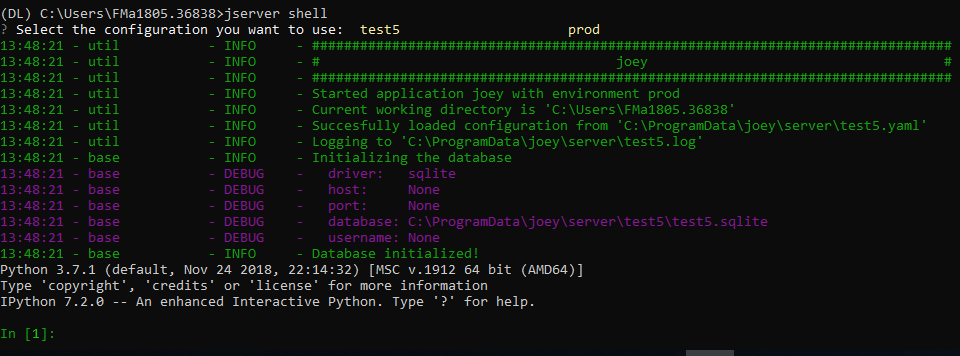 (DL) C:\Users\FMa1805.36838>jserver shell
? Select the configuration you want to use:  test5                     prod
13:48:21 - util           - INFO     - ################################################################################
13:48:21 - util           - INFO     - #                                     joey                                     #
13:48:21 - util           - INFO     - ################################################################################
13:48:21 - util           - INFO     - Started application joey with environment prod
13:48:21 - util           - INFO     - Current working directory is 'C:\Users\FMa1805.36838'
13:48:21 - util           - INFO     - Succesfully loaded configuration from 'C:\ProgramData\joey\server\test5.yaml'
13:48:21 - util           - INFO     - Logging to 'C:\ProgramData\joey\server\test5.log'
13:48:21 - base           - INFO     - Initializing the database
13:48:21 - base           - DEBUG    -   driver:   sqlite
13:48:21 - base           - DEBUG    -   host:     None
13:48:21 - base           - DEBUG    -   port:     None
13:48:21 - base           - DEBUG    -   database: C:\ProgramData\joey\server\test5\test5.sqlite
13:48:21 - base           - DEBUG    -   username: None
13:48:21 - base           - INFO     - Database initialized!
Python 3.7.1 (default, Nov 24 2018, 22:14:32) [MSC v.1912 64 bit (AMD64)]
Type 'copyright', 'credits' or 'license' for more information
IPython 7.2.0 -- An enhanced Interactive Python. Type '?' for help.
In [1]: